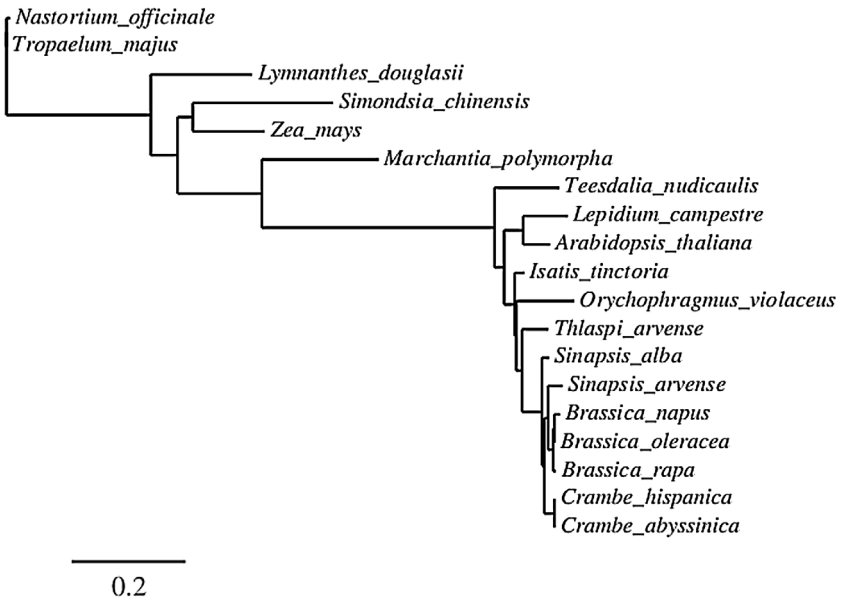 Nastortium_officinale
Tropaelum_majus
Lymnanthes_douglasii
Simondsia_chinensis
Zea_mays
Marchantia_polymorpha
Teesdalia_nudicaulis
Lepidium_campestre
Arabidopsis_thaliana
Isatis_tinctoria
Orychophragmus_violaceus
Thlaspi_arvense
Sinapsis_alba
Sinapsis_arvense
Brassica_napus
Brassica_oleracea
Brassica_rapa
Crambe_hispanica
Crambe_abyssinica
0.2